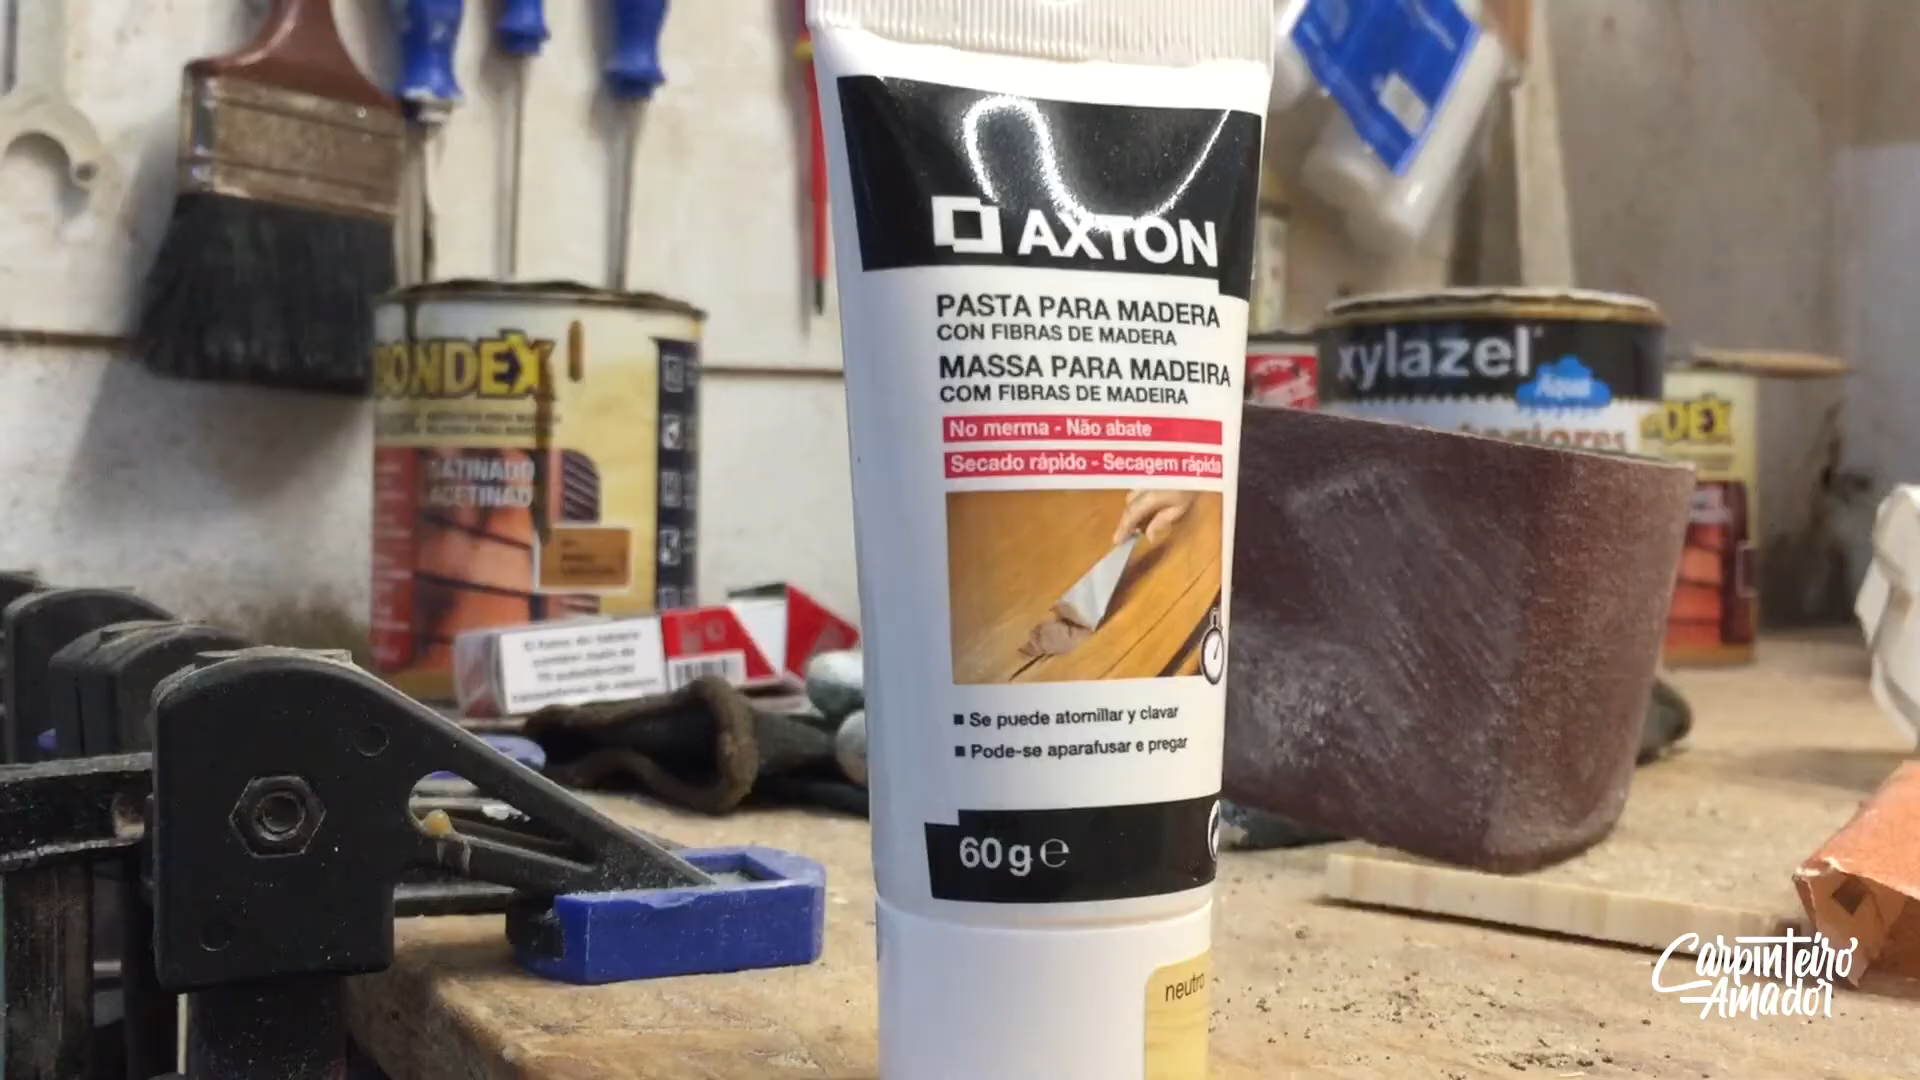 AXTON
PASTA PARA MADERA
CON FIBRAS DE MADERA
MASSA PARA MADEIRA
COM FIBRAS DE MADEIRA
No merma - Não abate
Secado rápido - Secagem rápida
Se puede atornillar y clavar
Pode-se aparafusar e pregar
60 g e
neutro
BONDEX
SATINADO
ACETINADO
xylazel
Aqua
DEX
Carpinteiro
Amador